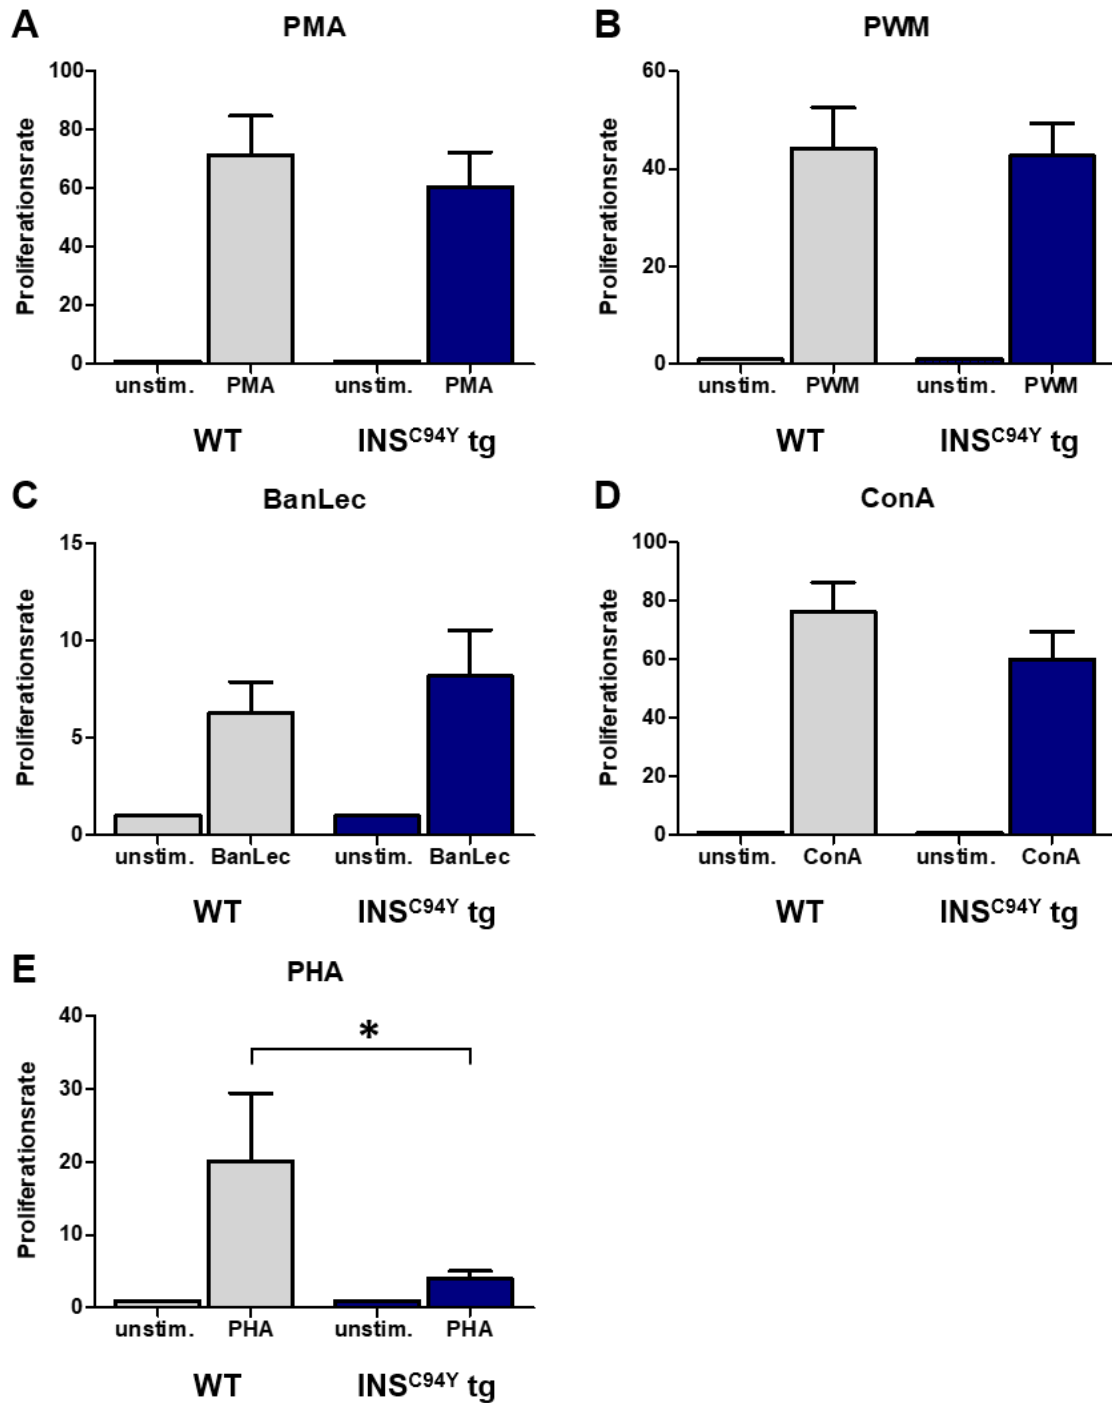 A PMA
100
80
60
40
20
0
Proliferationsrate
unstim. PMA unstim. PMA
WT INSC94Y tg
B PWM
60
40
20
0
Proliferationsrate
unstim. PWM unstim. PWM
WT INSC94Y tg
C BanLec
15
10
5
0
Proliferationsrate
unstim. BanLec unstim. BanLec
WT INSC94Y tg
D ConA
100
80
60
40
20
0
Proliferationsrate
unstim. ConA unstim. ConA
WT INSC94Y tg
E PHA
40
30
20
10
0
Proliferationsrate
*
unstim. PHA unstim. PHA
WT INSC94Y tg